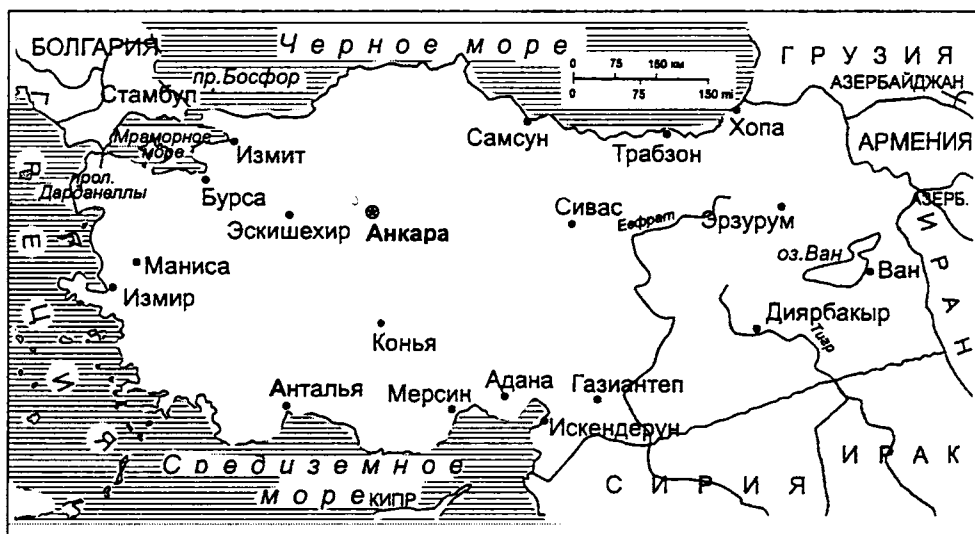 БОЛГАРИЯ
Черное море
ГРУЗИЯ
пр.Босфор
0 75 150 км
0 75 150 mi
АЗЕРБАЙДЖАН
Стамбул
Самсун
Хопа
АРМЕНИЯ
Мраморное
море
Измит
Трабзон
прол.
Дарданеллы
Бурса
АЗЕРБ.
Эскишехир
Анкара
Сивас
Евфрат
Эрзурум
ИРАН
оз.Ван
Ван
Маниса
Измир
Диярбакыр
Тигр
Конья
Анталья
Мерсин
Адана
Газиантеп
Искендерун
Средиземное
море
КИПР
СИРИЯ
ИРАК